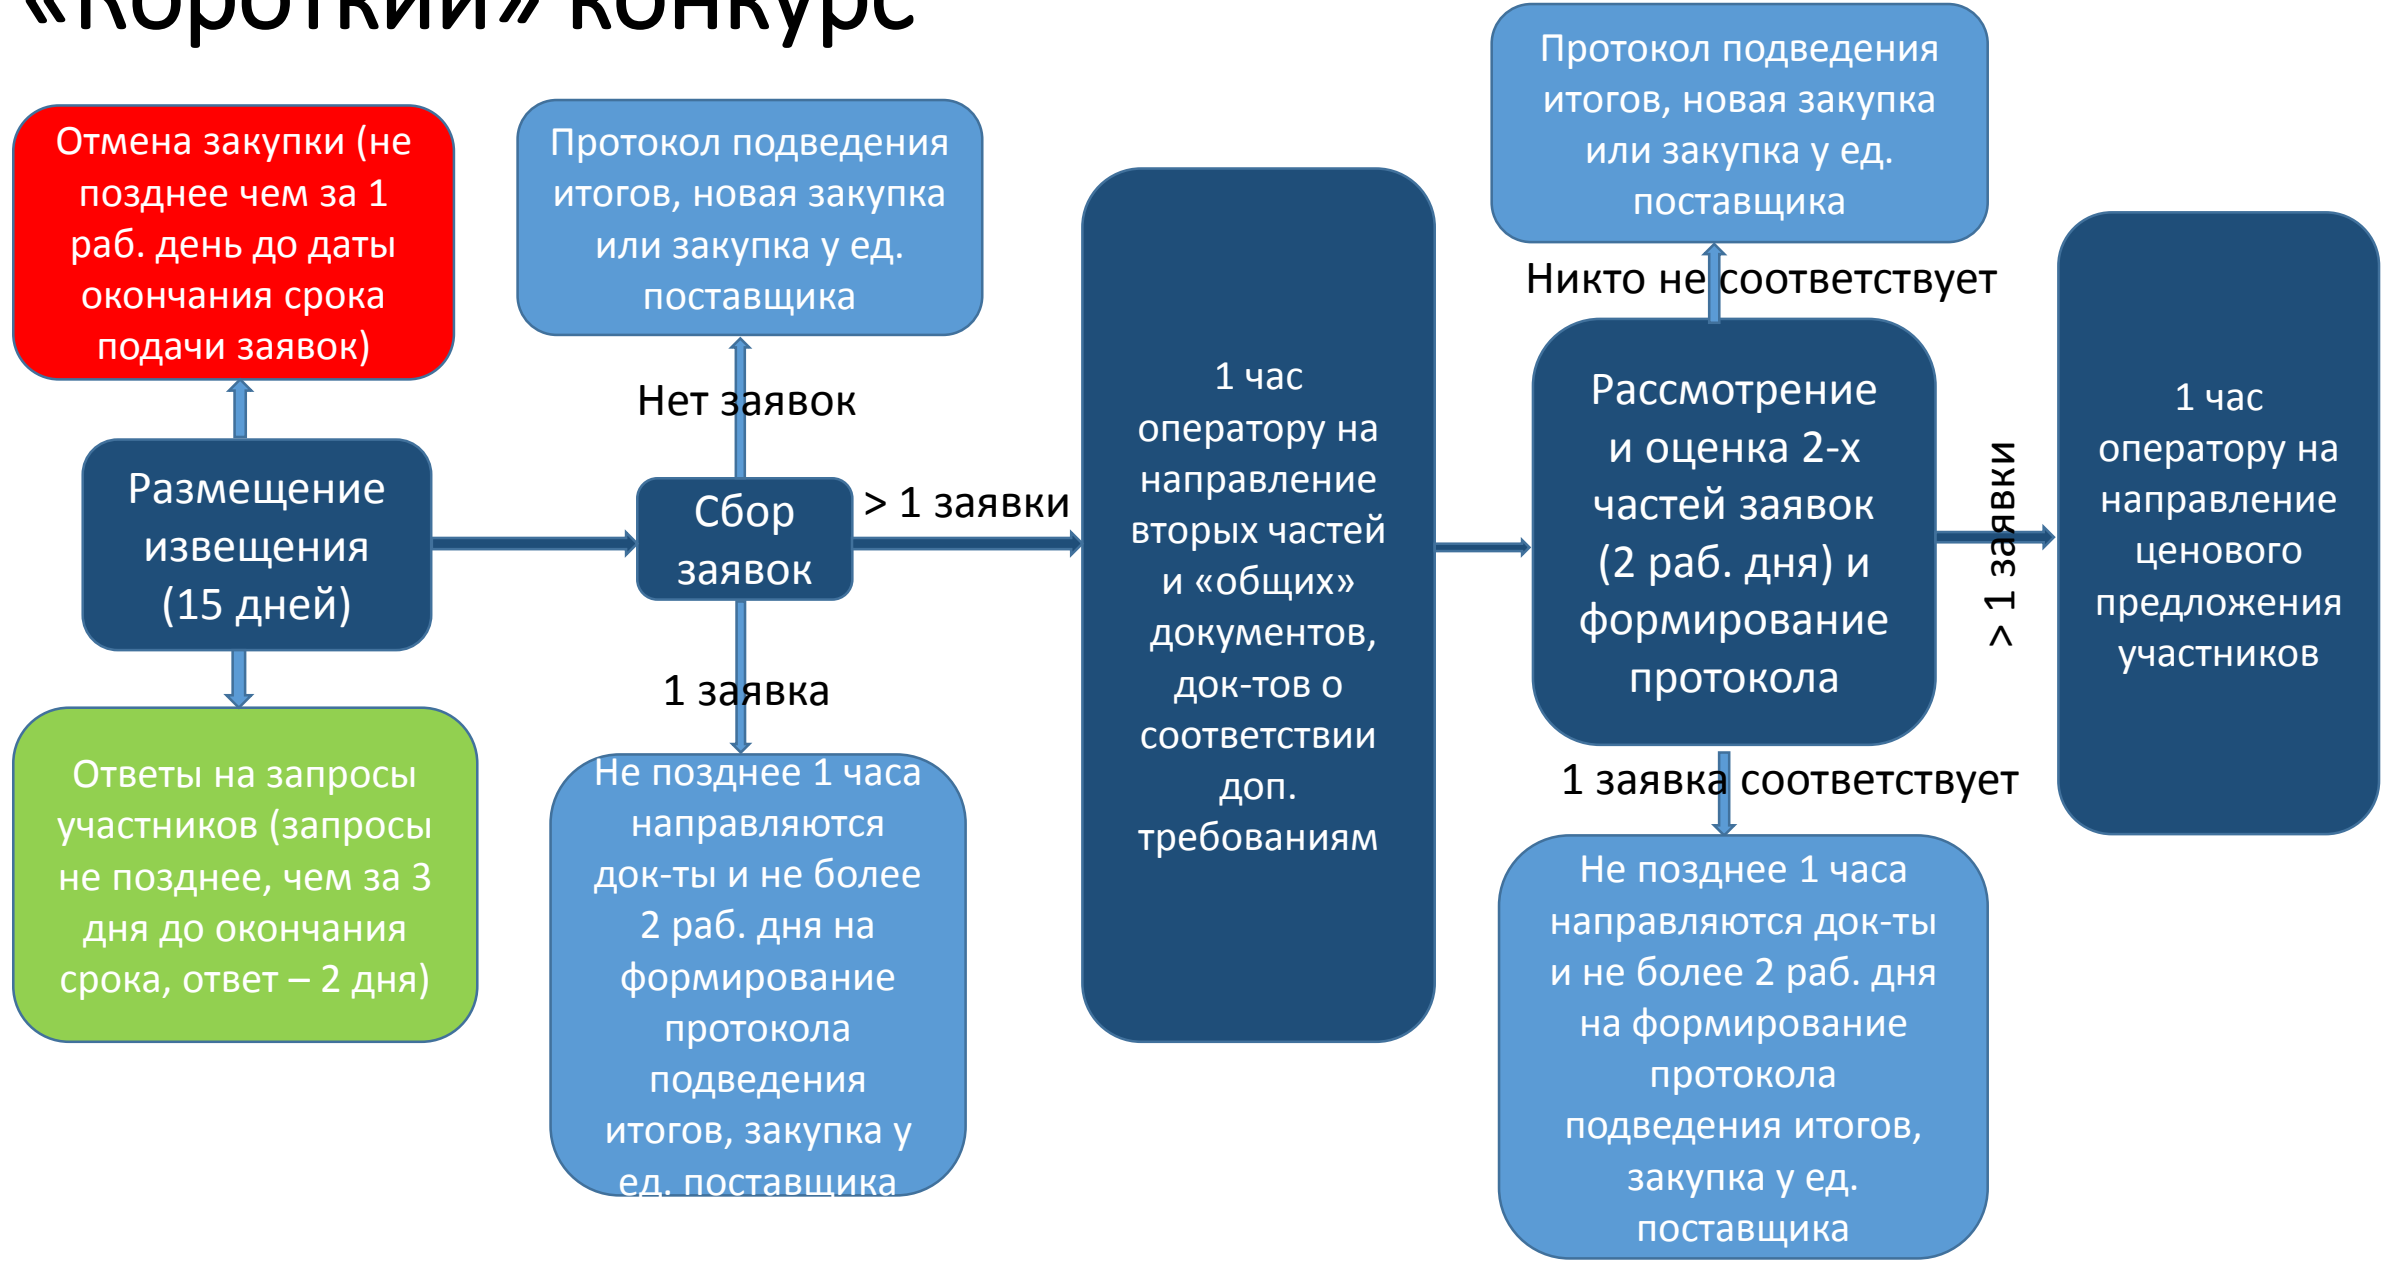 «Короткий» конкурс
Отмена закупки (не
позднее чем за 1
раб. день до даты
окончания срока
подачи заявок)
Размещение
извещения
(15 дней)
Ответы на запросы
участников (запросы
не позднее, чем за 3
дня до окончания
срока, ответ – 2 дня)
Протокол подведения
итогов, новая закупка
или закупка у ед.
поставщика
Нет заявок
Сбор
заявок
> 1 заявки
1 заявка
Не позднее 1 часа
направляются
док-ты и не более
2 раб. дня на
формирование
протокола
подведения
итогов, закупка у
ед. поставщика
1 час
оператору на
направление
вторых частей
и «общих»
документов,
док-тов о
соответствии
доп.
требованиям
Протокол подведения
итогов, новая закупка
или закупка у ед.
поставщика
Никто не соответствует
Рассмотрение
и оценка 2-х
частей заявок
(2 раб. дня) и
формирование
протокола
> 1 заявки
1 заявка соответствует
Не позднее 1 часа
направляются док-ты
и не более 2 раб. дня
на формирование
протокола
подведения итогов,
закупка у ед.
поставщика
1 час
оператору на
направление
ценового
предложения
участников